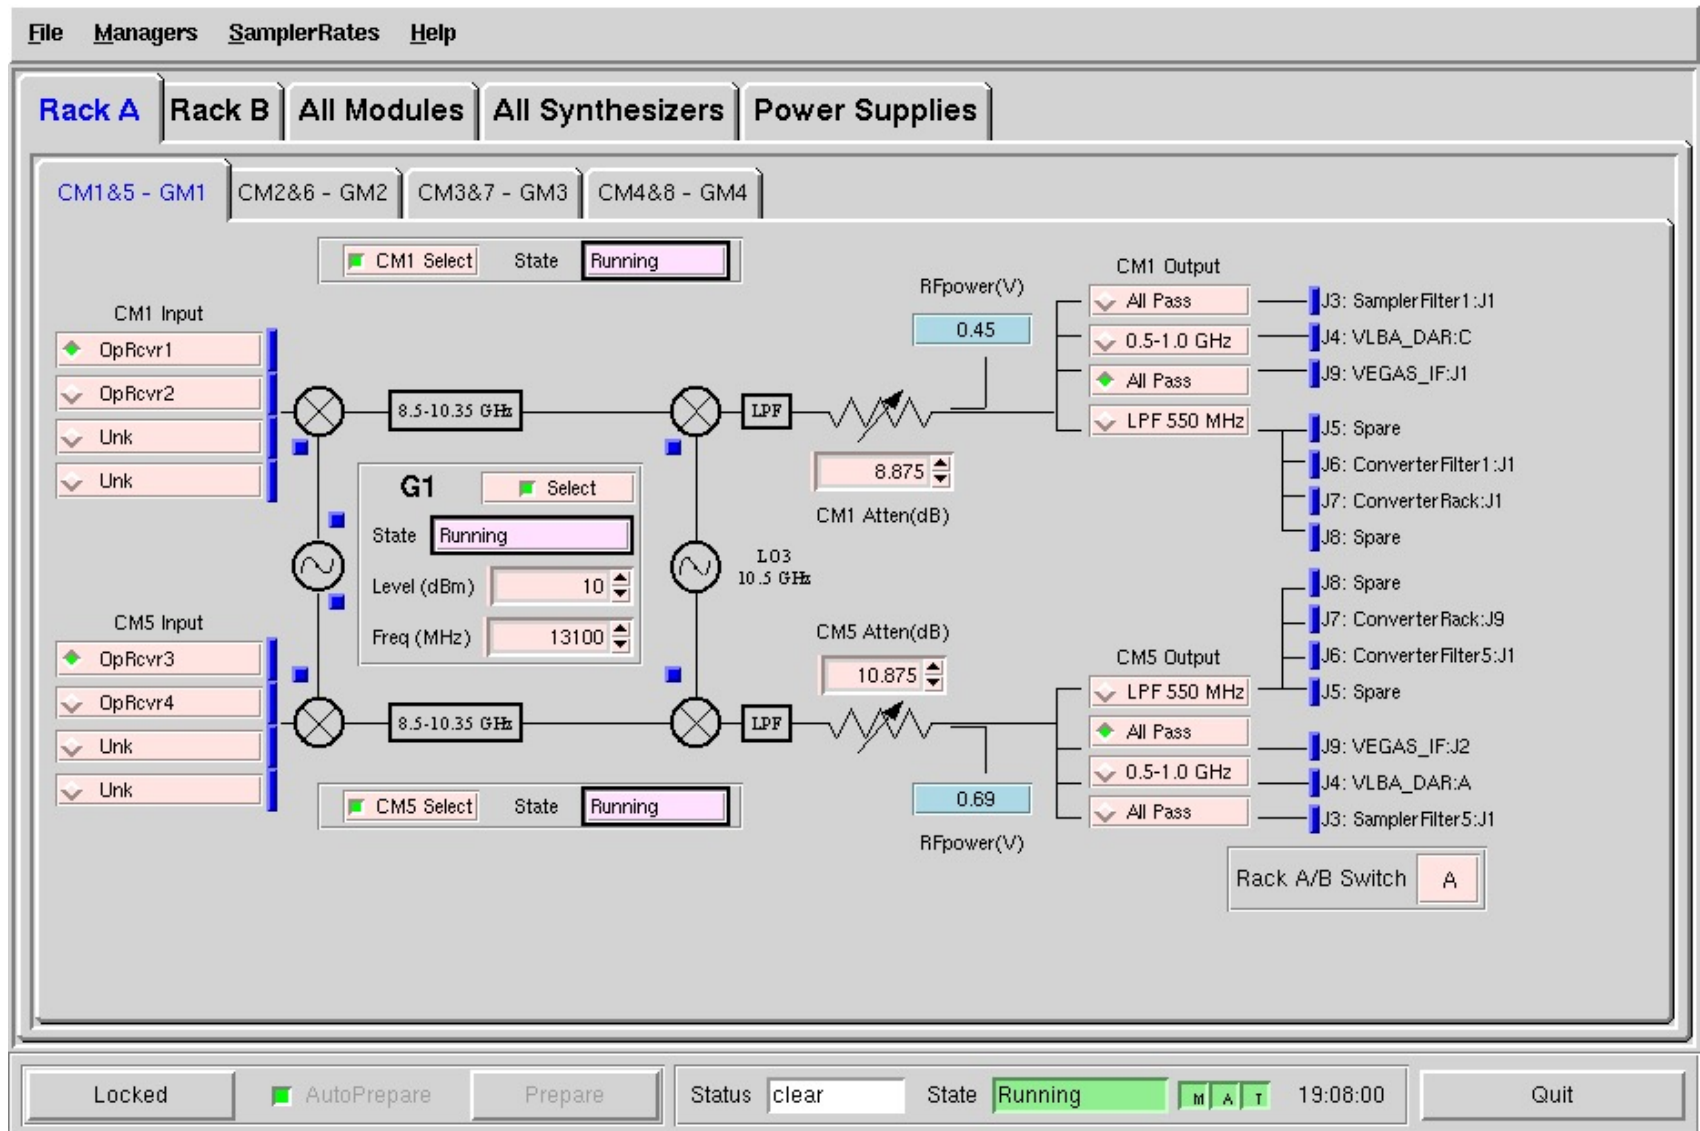 File Managers SamplerRates Help
Rack A Rack B All Modules All Synthesizers Power Supplies
CM1&5 - GM1 CM2&6 - GM2 CM3&7 - GM3 CM4&8 - GM4
CM1 Select State Running
CM1 Input
OpRcvr1
OpRcvr2
Unk
Unk
8.5-10.35 GHz
LPF
RFpower(V)
0.45
8.875
CM1 Atten(dB)
CM1 Output
All Pass
0.5-1.0 GHz
All Pass
LPF 550 MHz
J3: SamplerFilter1:J1
J4: VLBA_DAR:C
J9: VEGAS_IF:J1
J5: Spare
J6: ConverterFilter1:J1
J7: ConverterRack:J1
J8: Spare
G1 Select
State Running
Level (dBm) 10
Freq (MHz) 13100
LO3
10.5 GHz
CM5 Input
OpRcvr3
OpRcvr4
Unk
Unk
8.5-10.35 GHz
LPF
CM5 Atten(dB)
10.875
0.69
RFpower(V)
CM5 Select State Running
CM5 Output
LPF 550 MHz
All Pass
0.5-1.0 GHz
All Pass
J8: Spare
J7: ConverterRack:J9
J6: ConverterFilter5:J1
J5: Spare
J9: VEGAS_IF:J2
J4: VLBA_DAR:A
J3: SamplerFilter5:J1
Rack A/B Switch A
Locked AutoPrepare Prepare Status clear State Running M A T 19:08:00 Quit